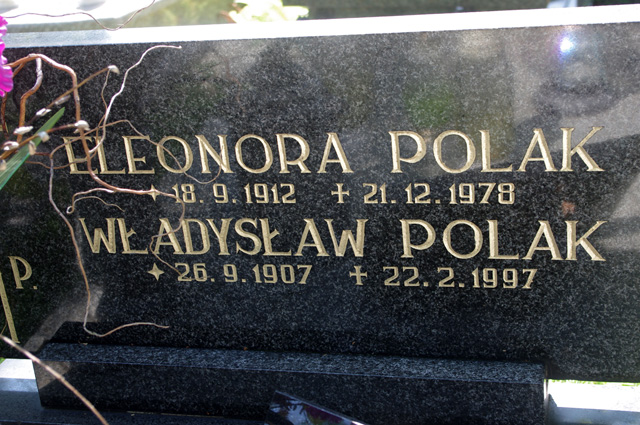 ELEONORA POLAK
✦ 18.9.1912 ✝ 21.12.1978
WŁADYSŁAW POLAK
✦ 26.9.1907 ✝ 22.2.1997
P.